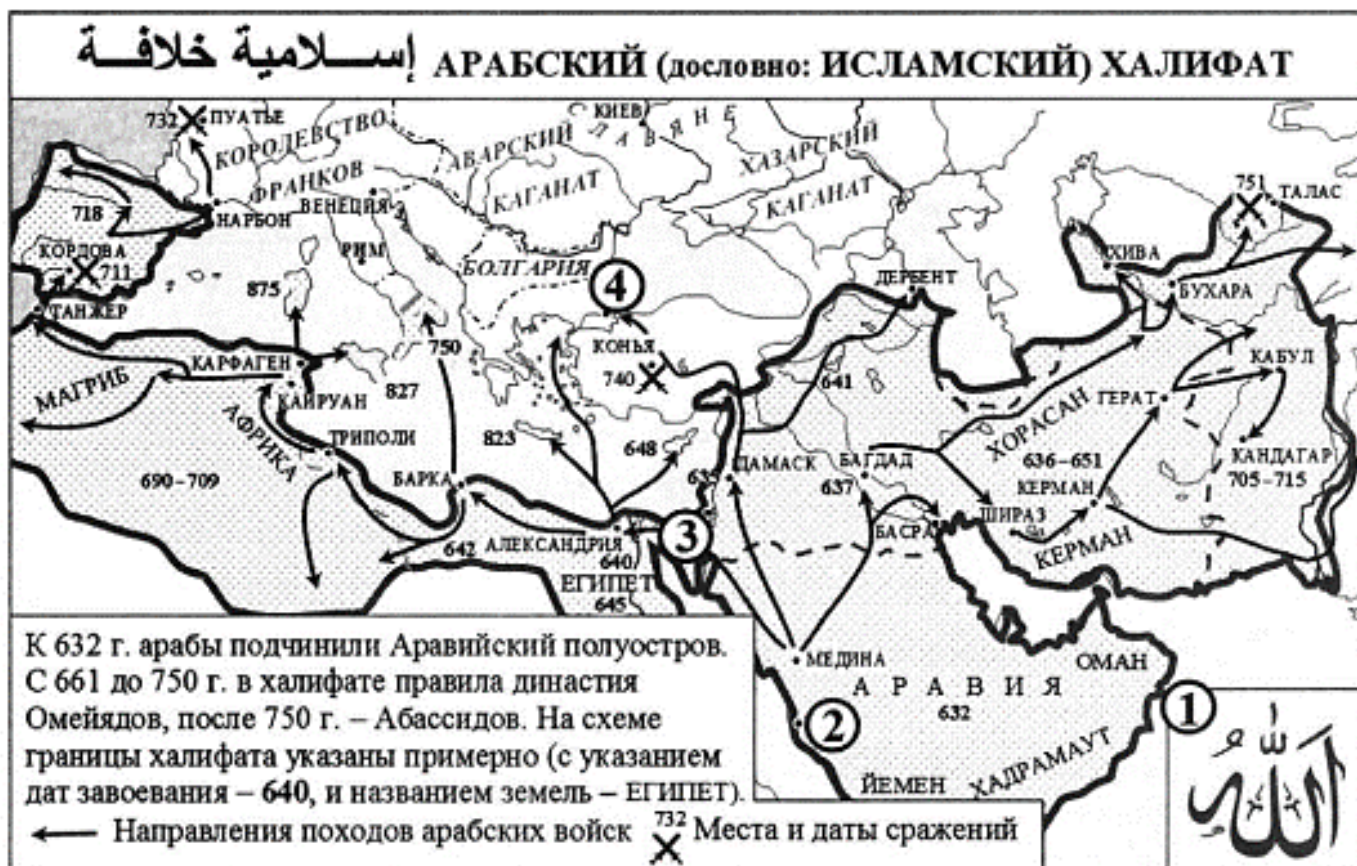 إسلامية خلافة АРАБСКИЙ (дословно: ИСЛАМСКИЙ) ХАЛИФАТ
732 ПУАТЬЕ
КОРОЛЕВСТВО
ФРАНКОВ
АВАРСКИЙ
КАГАНАТ
КИЕВ
СЛАВЯНЕ
ХАЗАРСКИЙ
КАГАНАТ
751 ТАЛАС
718
НАРБОН
ВЕНЕЦИЯ
КОРДОВА
711
РИМ
БОЛГАРИЯ
ДЕРБЕНТ
ХИВА
БУХАРА
875
4
ТАНЖЕР
КАРФАГЕН
750
КОНЬЯ
740
641
КАБУЛ
МАГРИБ
КАЙРУАН
827
ГЕРАТ
ХОРАСАН
АФРИКА
ТРИПОЛИ
823
648
690–709
БАРКА
635
ДАМАСК
БАГДАД
637
636–651
КЕРМАН
КАНДАГАР
705–715
642
АЛЕКСАНДРИЯ
640
3
БАСРА
ШИРАЗ
КЕРМАН
ЕГИПЕТ
645
МЕДИНА
ОМАН
АРАВИЯ
632
2
1
ЙЕМЕН
ХАДРАМАУТ
К 632 г. арабы подчинили Аравийский полуостров.
С 661 до 750 г. в халифате правила династия
Омейядов, после 750 г. – Абассидов. На схеме
границы халифата указаны примерно (с указанием
дат завоевания – 640, и названием земель – ЕГИПЕТ).
Направления походов арабских войск 732 Места и даты сражений
الله